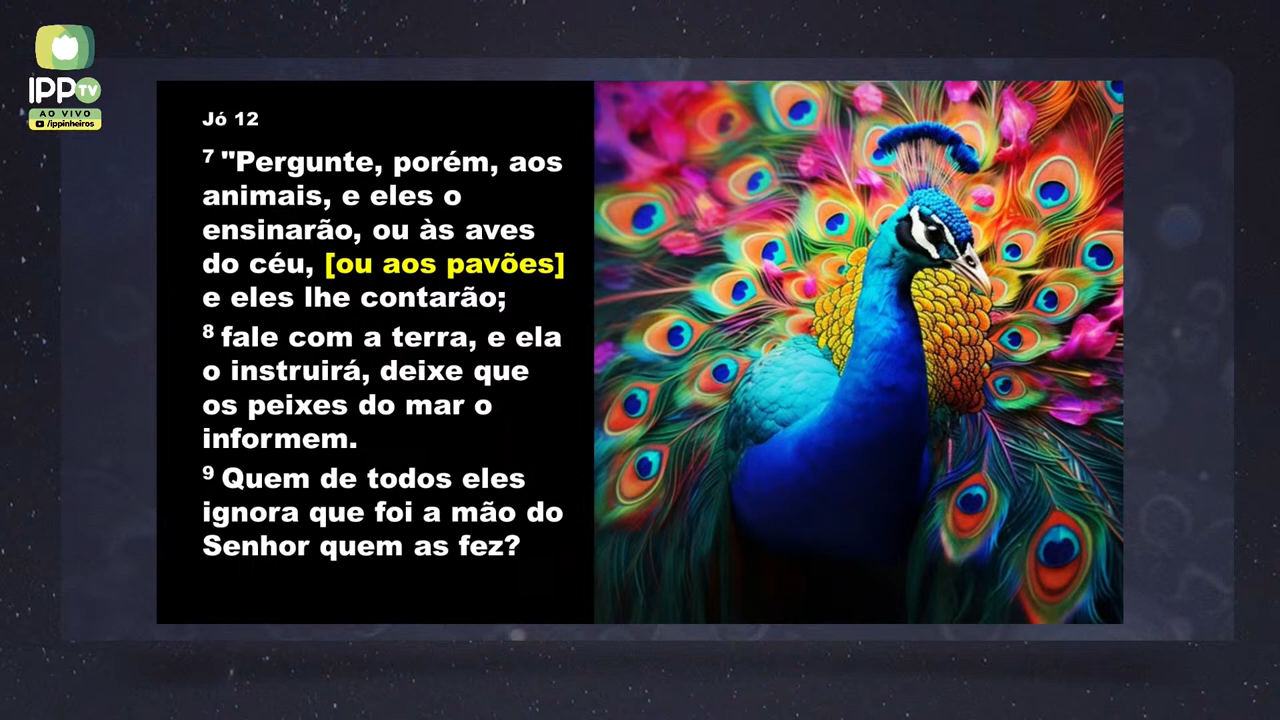 IPP TV
AO VIVO
/ippinheiros
Jó 12
7 "Pergunte, porém, aos
animais, e eles o
ensinarão, ou às aves
do céu, [ou aos pavões]
e eles lhe contarão;
8 fale com a terra, e ela
o instruirá, deixe que
os peixes do mar o
informem.
9 Quem de todos eles
ignora que foi a mão do
Senhor quem as fez?